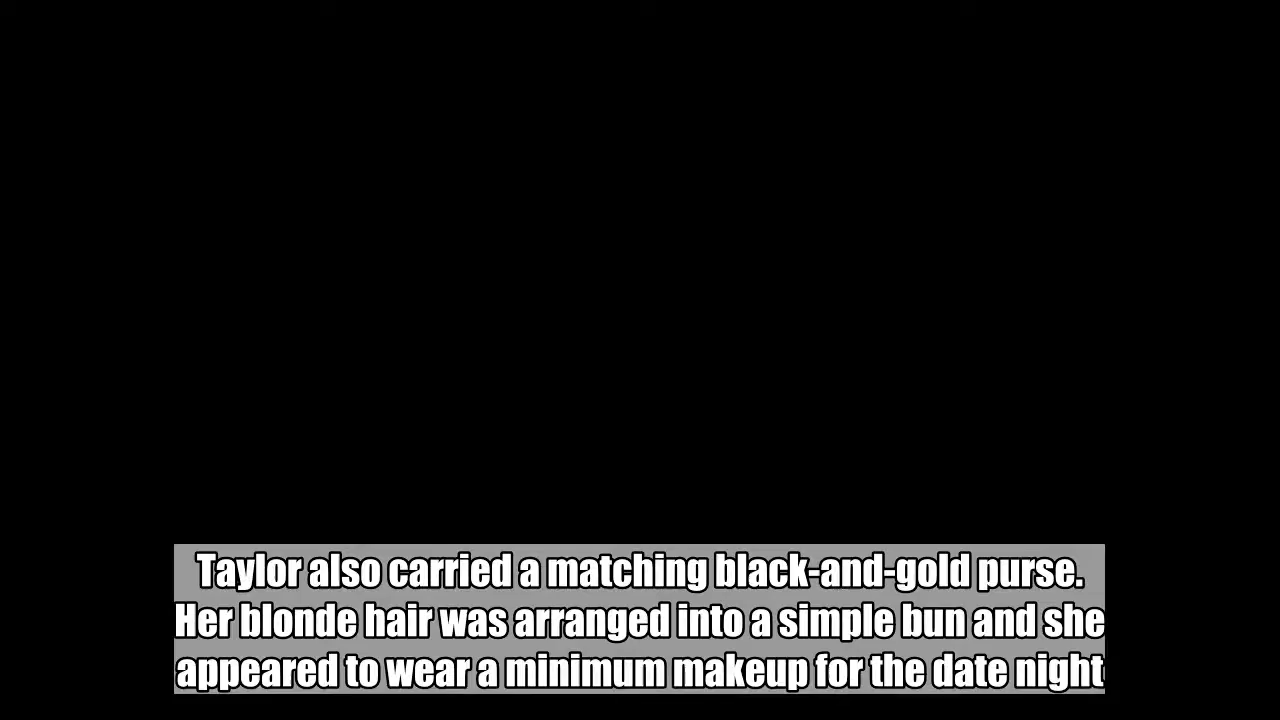 Taylor also carried a matching black-and-gold purse.
Her blonde hair was arranged into a simple bun and she
appeared to wear a minimum makeup for the date night